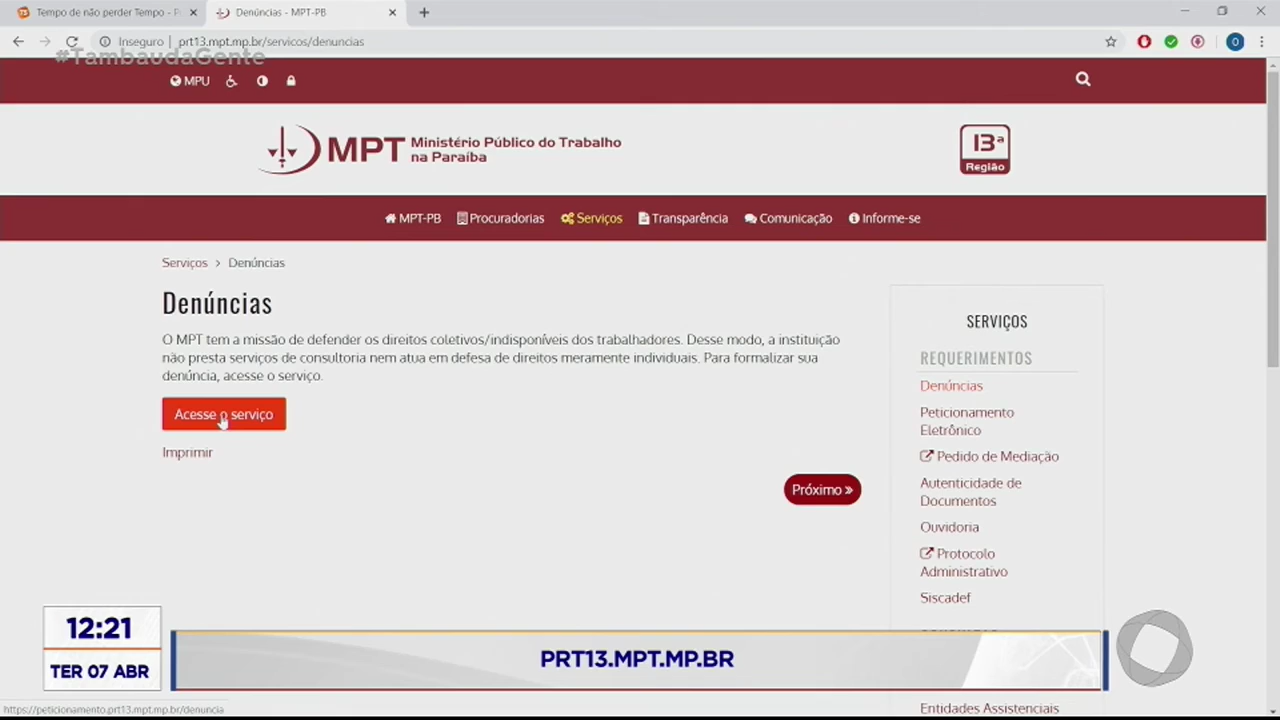 Tempo de não perder Tempo - P
Denúncias - MPT-PB
Inseguro | prt13.mpt.mp.br/servicos/denuncias
#TambaúdaGente
MPU
MPT Ministério Público do Trabalho
na Paraíba
13ª
Região
MPT-PB Procuradorias Serviços Transparência Comunicação Informe-se
Serviços > Denúncias
Denúncias
O MPT tem a missão de defender os direitos coletivos/indisponíveis dos trabalhadores. Desse modo, a instituição
não presta serviços de consultoria nem atua em defesa de direitos meramente individuais. Para formalizar sua
denúncia, acesse o serviço.
Acesse o serviço
Imprimir
Próximo »
SERVIÇOS
REQUERIMENTOS
Denúncias
Peticionamento
Eletrônico
Pedido de Mediação
Autenticidade de
Documentos
Ouvidoria
Protocolo
Administrativo
Siscadef
Entidades Assistenciais
12:21
TER 07 ABR
PRT13.MPT.MP.BR
https://peticionamento.prt13.mpt.mp.br/denuncia